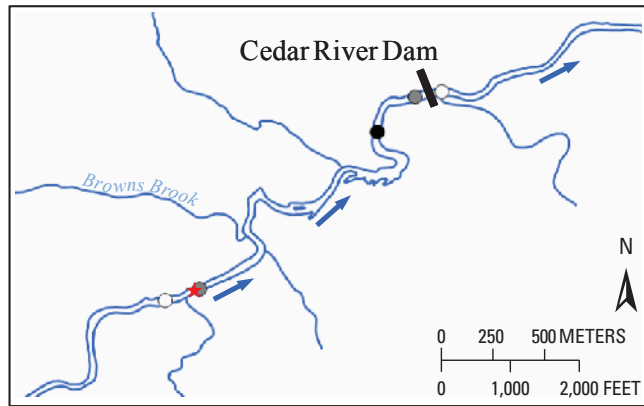 Cedar River Dam
Browns Brook
N
0 250 500 METERS
0 1,000 2,000 FEET